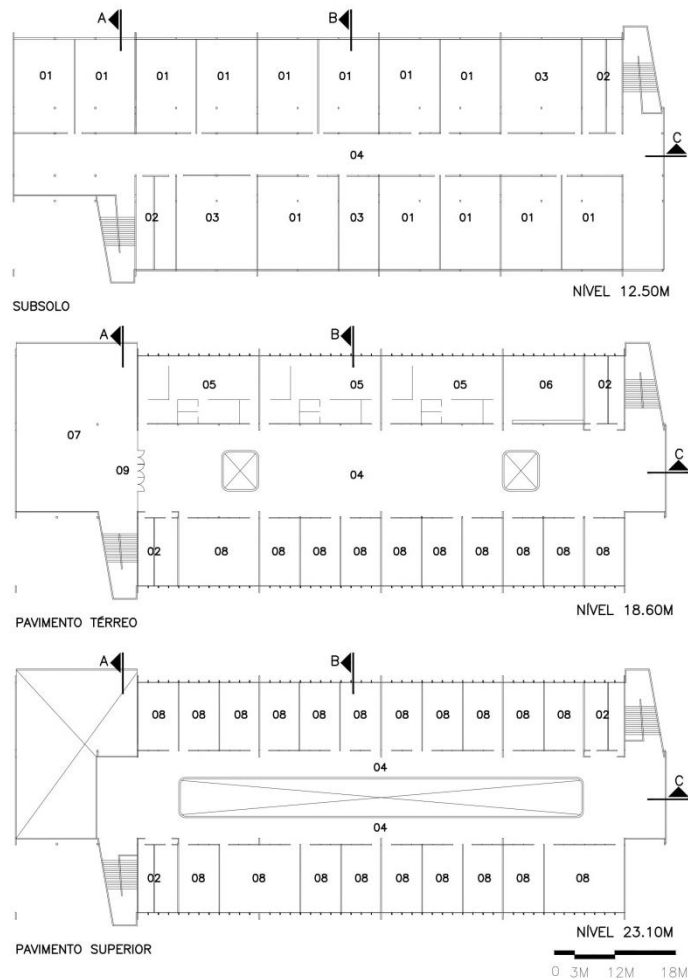 A B
01 01 01 01 01 01 01 01 03 02
C
04
02 03 01 03 01 01 01 01
NÍVEL 12.50M
SUBSOLO
A B
05 05 05 06 02
07
C
09 04
02 08 08 08 08 08 08 08 08 08 08
NÍVEL 18.60M
PAVIMENTO TÉRREO
A B
08 08 08 08 08 08 08 08 08 08 08 02
04
C
04
02 08 08 08 08 08 08 08 08 08
NÍVEL 23.10M
PAVIMENTO SUPERIOR
0 3M 12M 18M